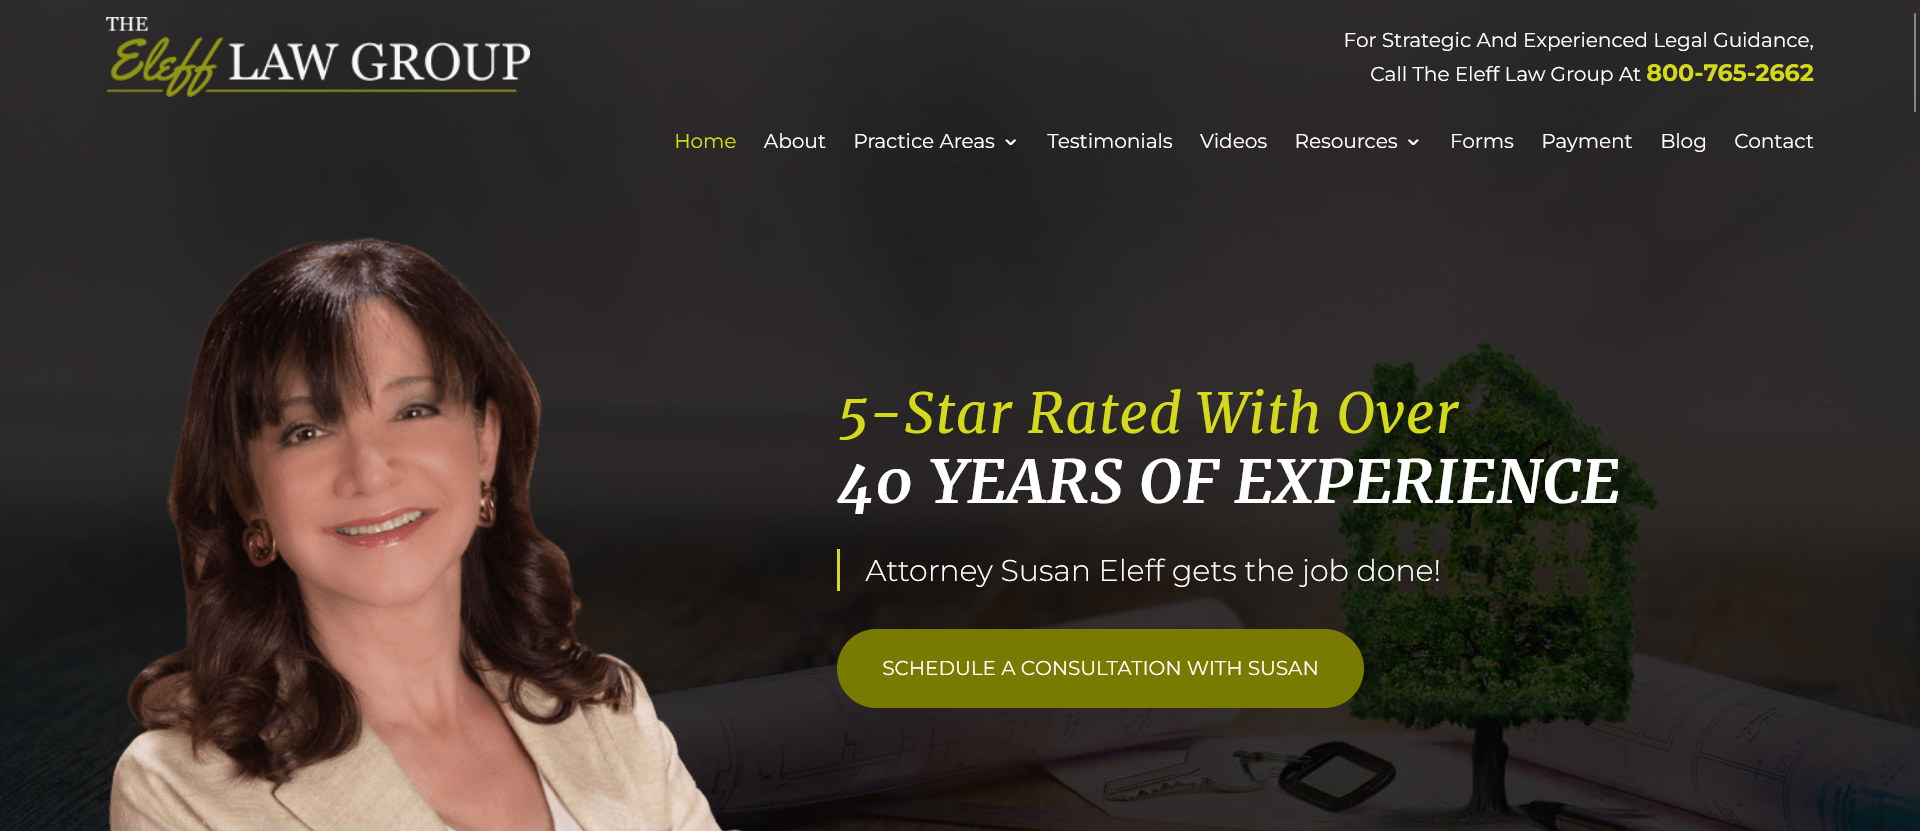 THE
Eleff LAW GROUP
For Strategic And Experienced Legal Guidance,
Call The Eleff Law Group At 800-765-2662
Home About Practice Areas Testimonials Videos Resources Forms Payment Blog Contact
5-Star Rated With Over
40 YEARS OF EXPERIENCE
Attorney Susan Eleff gets the job done!
SCHEDULE A CONSULTATION WITH SUSAN